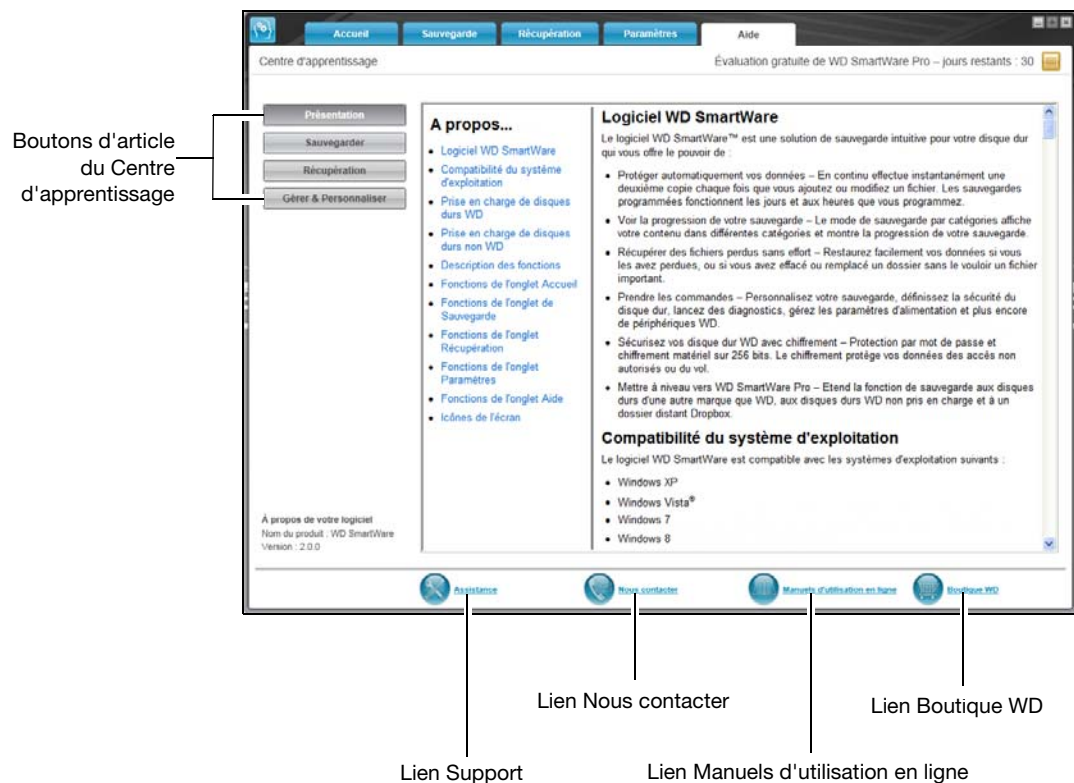 Accueil
Sauvegarde
Récupération
Paramètres
Aide
Centre d'apprentissage
Évaluation gratuite de WD SmartWare Pro – jours restants : 30
Boutons d'article
du Centre
d'apprentissage
Présentation
Sauvegarder
Récupération
Gérer & Personnaliser
A propos...
• Logiciel WD SmartWare
• Compatibilité du système
d'exploitation
• Prise en charge de disques
durs WD
• Prise en charge de disques
durs non WD
• Description des fonctions
• Fonctions de l'onglet Accueil
• Fonctions de l'onglet de
Sauvegarde
• Fonctions de l'onglet
Récupération
• Fonctions de l'onglet
Paramètres
• Fonctions de l'onglet Aide
• Icônes de l'écran
Logiciel WD SmartWare
Le logiciel WD SmartWare™ est une solution de sauvegarde intuitive pour votre disque dur
qui vous offre le pouvoir de :
• Protéger automatiquement vos données – En continu effectue instantanément une
deuxième copie chaque fois que vous ajoutez ou modifiez un fichier. Les sauvegardes
programmées fonctionnent les jours et aux heures que vous programmez.
• Voir la progression de votre sauvegarde – Le mode de sauvegarde par catégories affiche
votre contenu dans différentes catégories et montre la progression de votre sauvegarde.
• Récupérer des fichiers perdus sans effort – Restaurez facilement vos données si vous
les avez perdues, ou si vous avez effacé ou remplacé un dossier sans le vouloir un fichier
important.
• Prendre les commandes – Personnalisez votre sauvegarde, définissez la sécurité du
disque dur, lancez des diagnostics, gérez les paramètres d'alimentation et plus encore
de périphériques WD.
• Sécurisez vos disque dur WD avec chiffrement – Protection par mot de passe et
chiffrement matériel sur 256 bits. Le chiffrement protège vos données des accès non
autorisés ou du vol.
• Mettre à niveau vers WD SmartWare Pro – Etend la fonction de sauvegarde aux disques
durs d'une autre marque que WD, aux disques durs WD non pris en charge et à un
dossier distant Dropbox.
Compatibilité du système d'exploitation
Le logiciel WD SmartWare est compatible avec les systèmes d'exploitation suivants :
• Windows XP
• Windows Vista®
• Windows 7
• Windows 8
À propos de votre logiciel
Nom du produit : WD SmartWare
Version : 2.0.0
Assistance
Nous contacter
Manuels d'utilisation en ligne
Boutique WD
Lien Nous contacter
Lien Boutique WD
Lien Support
Lien Manuels d'utilisation en ligne